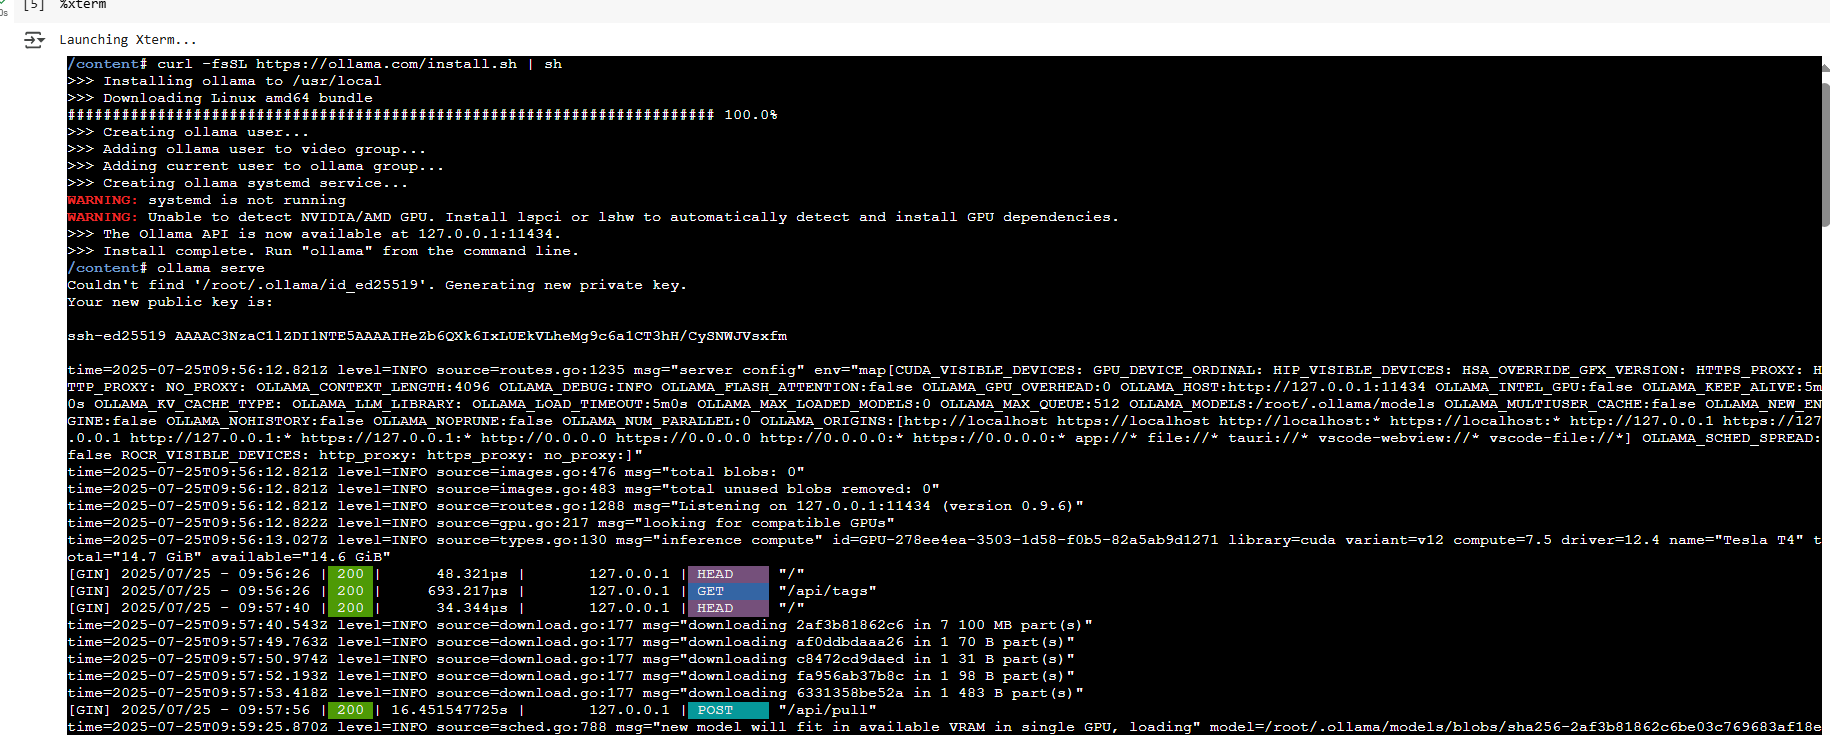 [5] %xterm
Launching Xterm...
/content# curl -fsSL https://ollama.com/install.sh | sh
>>> Installing ollama to /usr/local
>>> Downloading Linux amd64 bundle
######################################################################## 100.0%
>>> Creating ollama user...
>>> Adding ollama user to video group...
>>> Adding current user to ollama group...
>>> Creating ollama systemd service...
WARNING: systemd is not running
WARNING: Unable to detect NVIDIA/AMD GPU. Install lspci or lshw to automatically detect and install GPU dependencies.
>>> The Ollama API is now available at 127.0.0.1:11434.
>>> Install complete. Run "ollama" from the command line.
/content# ollama serve
Couldn't find '/root/.ollama/id_ed25519'. Generating new private key.
Your new public key is:
ssh-ed25519 AAAAC3NzaC1lZDI1NTE5AAAAIHeZb6QXk6IxLUEkVLheMg9c6a1CT3hH/CySNWJVsxfm
time=2025-07-25T09:56:12.821Z level=INFO source=routes.go:1235 msg="server config" env="map[CUDA_VISIBLE_DEVICES: GPU_DEVICE_ORDINAL: HIP_VISIBLE_DEVICES: HSA_OVERRIDE_GFX_VERSION: HTTPS_PROXY: H
TTP_PROXY: NO_PROXY: OLLAMA_CONTEXT_LENGTH:4096 OLLAMA_DEBUG:INFO OLLAMA_FLASH_ATTENTION:false OLLAMA_GPU_OVERHEAD:0 OLLAMA_HOST:http://127.0.0.1:11434 OLLAMA_INTEL_GPU:false OLLAMA_KEEP_ALIVE:5m
0s OLLAMA_KV_CACHE_TYPE: OLLAMA_LLM_LIBRARY: OLLAMA_LOAD_TIMEOUT:5m0s OLLAMA_MAX_LOADED_MODELS:0 OLLAMA_MAX_QUEUE:512 OLLAMA_MODELS:/root/.ollama/models OLLAMA_MULTIUSER_CACHE:false OLLAMA_NEW_EN
GINE:false OLLAMA_NOHISTORY:false OLLAMA_NOPRUNE:false OLLAMA_NUM_PARALLEL:0 OLLAMA_ORIGINS:[http://localhost https://localhost http://localhost:* https://localhost:* http://127.0.0.1 https://127
.0.0.1 http://127.0.0.1:* https://127.0.0.1:* http://0.0.0.0 https://0.0.0.0 http://0.0.0.0:* https://0.0.0.0:* app://* file://* tauri://* vscode-webview://* vscode-file://*] OLLAMA_SCHED_SPREAD:
false ROCR_VISIBLE_DEVICES: http_proxy: https_proxy: no_proxy:]"
time=2025-07-25T09:56:12.821Z level=INFO source=images.go:476 msg="total blobs: 0"
time=2025-07-25T09:56:12.821Z level=INFO source=images.go:483 msg="total unused blobs removed: 0"
time=2025-07-25T09:56:12.821Z level=INFO source=routes.go:1288 msg="Listening on 127.0.0.1:11434 (version 0.9.6)"
time=2025-07-25T09:56:12.822Z level=INFO source=gpu.go:217 msg="looking for compatible GPUs"
time=2025-07-25T09:56:13.027Z level=INFO source=types.go:130 msg="inference compute" id=GPU-278ee4ea-3503-1d58-f0b5-82a5ab9d1271 library=cuda variant=v12 compute=7.5 driver=12.4 name="Tesla T4" t
otal="14.7 GiB" available="14.6 GiB"
[GIN] 2025/07/25 - 09:56:26 | 200 | 48.321µs | 127.0.0.1 | HEAD "/"
[GIN] 2025/07/25 - 09:56:26 | 200 | 693.217µs | 127.0.0.1 | GET "/api/tags"
[GIN] 2025/07/25 - 09:57:40 | 200 | 34.344µs | 127.0.0.1 | HEAD "/"
time=2025-07-25T09:57:40.543Z level=INFO source=download.go:177 msg="downloading 2af3b81862c6 in 7 100 MB part(s)"
time=2025-07-25T09:57:49.763Z level=INFO source=download.go:177 msg="downloading af0ddbdaaa26 in 1 70 B part(s)"
time=2025-07-25T09:57:50.974Z level=INFO source=download.go:177 msg="downloading c8472cd9daed in 1 31 B part(s)"
time=2025-07-25T09:57:52.193Z level=INFO source=download.go:177 msg="downloading fa956ab37b8c in 1 98 B part(s)"
time=2025-07-25T09:57:53.418Z level=INFO source=download.go:177 msg="downloading 6331358be52a in 1 483 B part(s)"
[GIN] 2025/07/25 - 09:57:56 | 200 | 16.451547725s | 127.0.0.1 | POST "/api/pull"
time=2025-07-25T09:59:25.870Z level=INFO source=sched.go:788 msg="new model will fit in available VRAM in single GPU, loading" model=/root/.ollama/models/blobs/sha256-2af3b81862c6be03c769683af18e